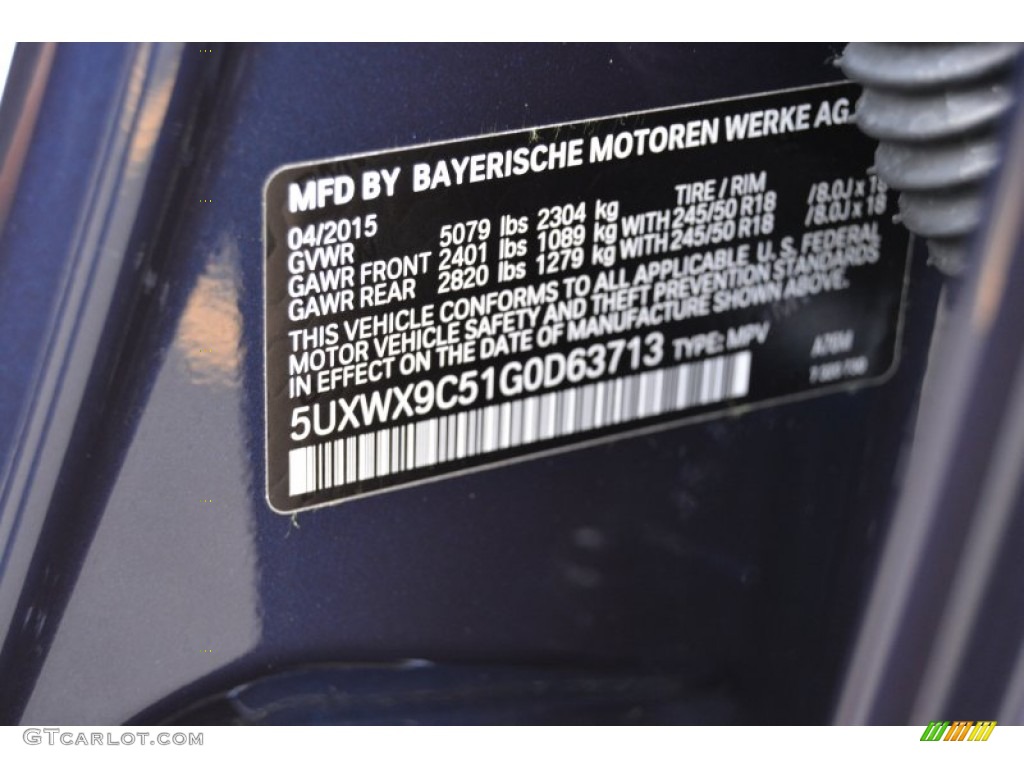 MFD BY BAYERISCHE MOTOREN WERKE AG.
04/2015 TIRE / RIM
GVWR 5079 lbs 2304 kg
GAWR FRONT 2401 lbs 1089 kg WITH 245/50 R18 /8.0J x 18
GAWR REAR 2820 lbs 1279 kg WITH 245/50 R18 /8.0J x 18
THIS VEHICLE CONFORMS TO ALL APPLICABLE U. S. FEDERAL
MOTOR VEHICLE SAFETY AND THEFT PREVENTION STANDARDS
IN EFFECT ON THE DATE OF MANUFACTURE SHOWN ABOVE.
5UXWX9C51G0D63713 TYPE: MPV
GTCARLOT.COM